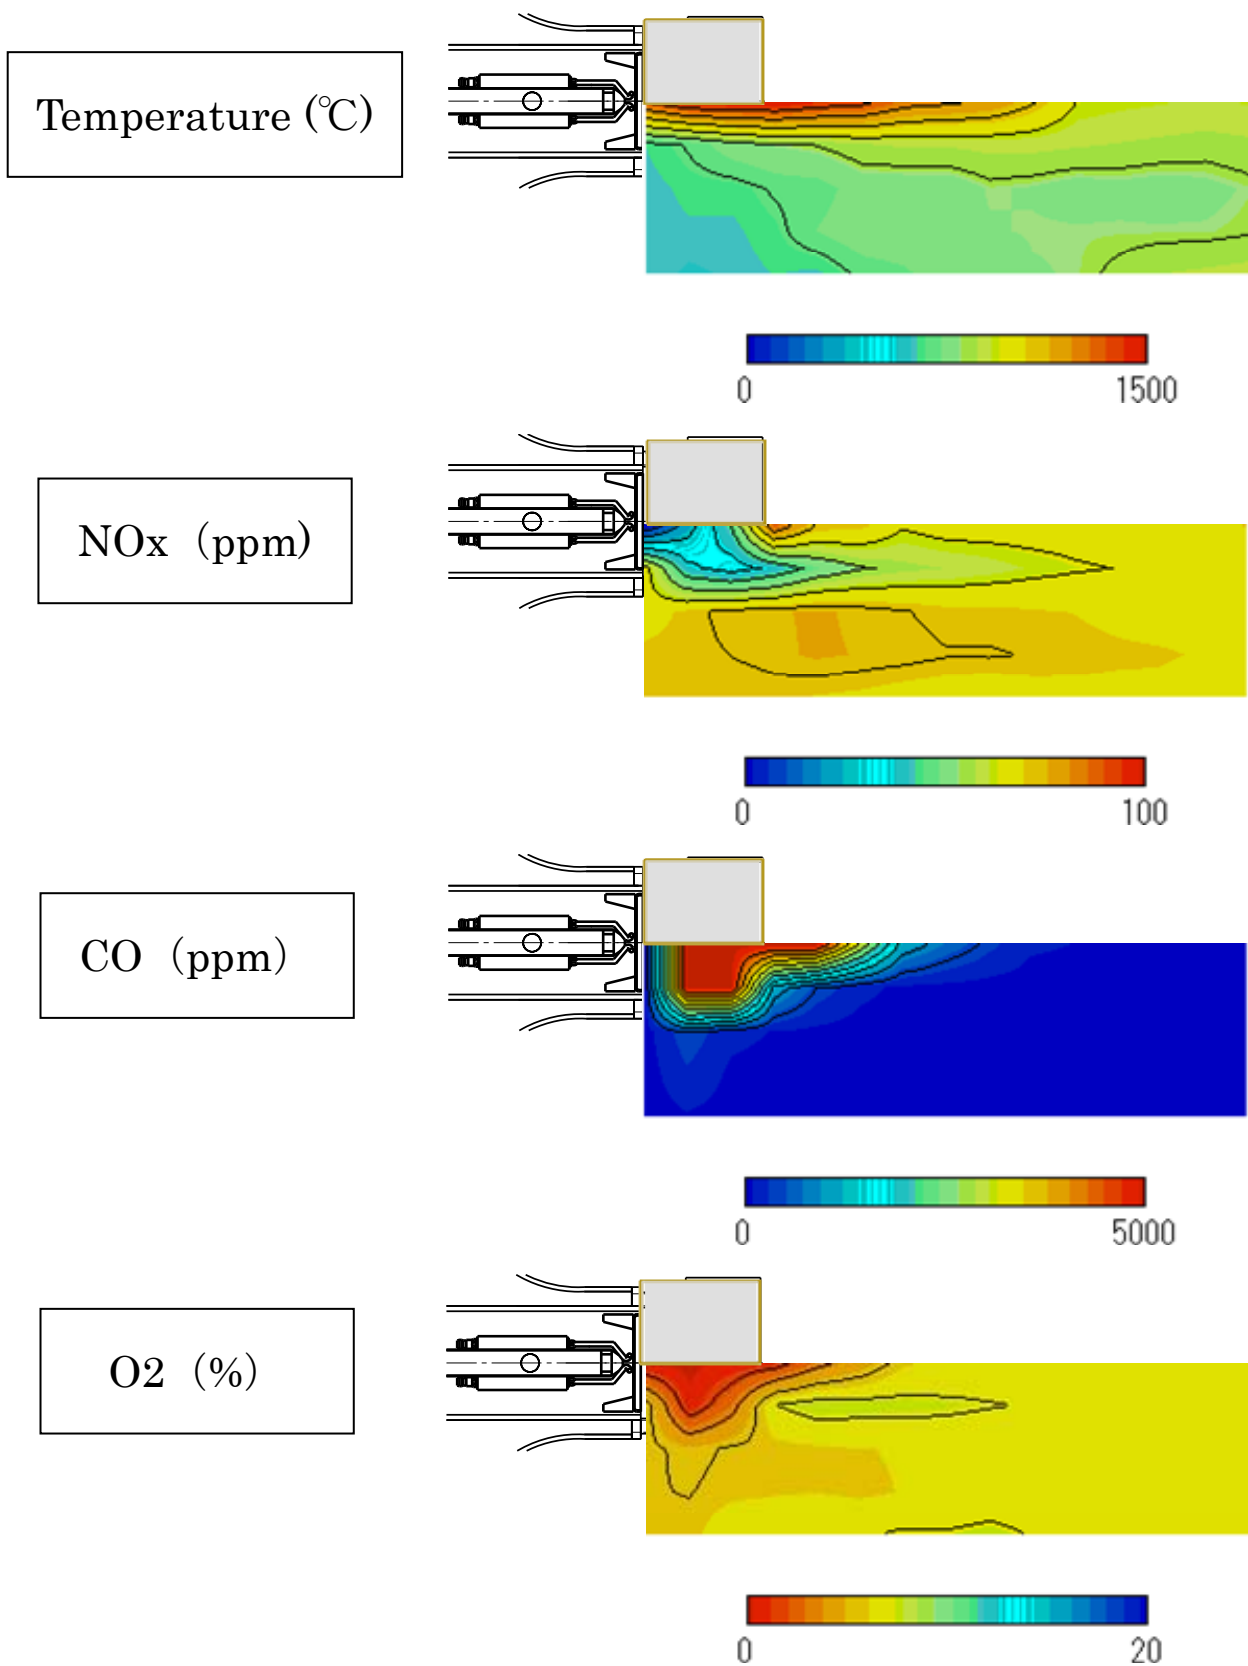 Temperature (℃)
0 1500
NOx (ppm)
0 100
CO (ppm)
0 5000
O2 (%)
0 20